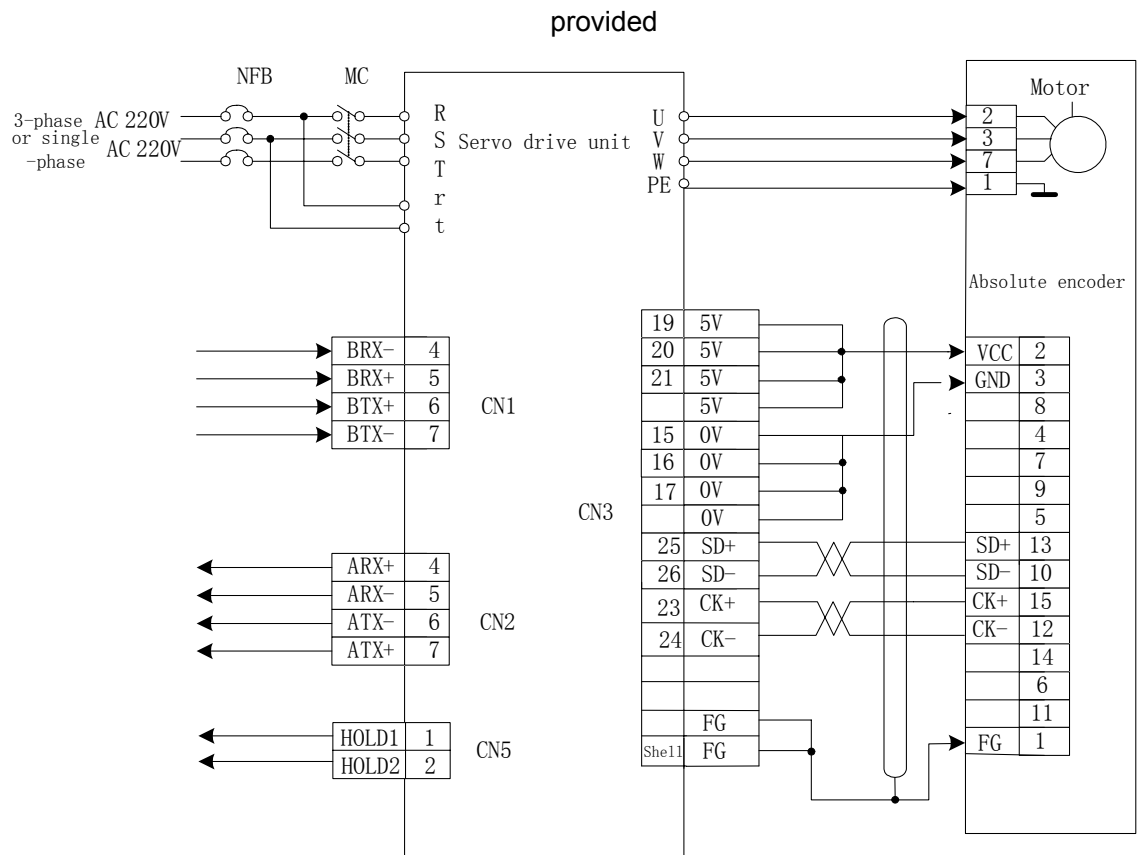 provided
NFB MC
3-phase AC 220V
or single AC 220V
-phase
R
S
T
r
t
Servo drive unit
U
V
W
PE
Motor
2
3
7
1
Absolute encoder
BRX- 4
BRX+ 5
BTX+ 6
BTX- 7
CN1
ARX+ 4
ARX- 5
ATX- 6
ATX+ 7
CN2
HOLD1 1
HOLD2 2
CN5
CN3
19 5V
20 5V
21 5V
5V
15 0V
16 0V
17 0V
0V
25 SD+
26 SD-
23 CK+
24 CK-
FG
Shell FG
VCC 2
GND 3
8
4
7
9
5
SD+ 13
SD- 10
CK+ 15
CK- 12
14
6
11
FG 1